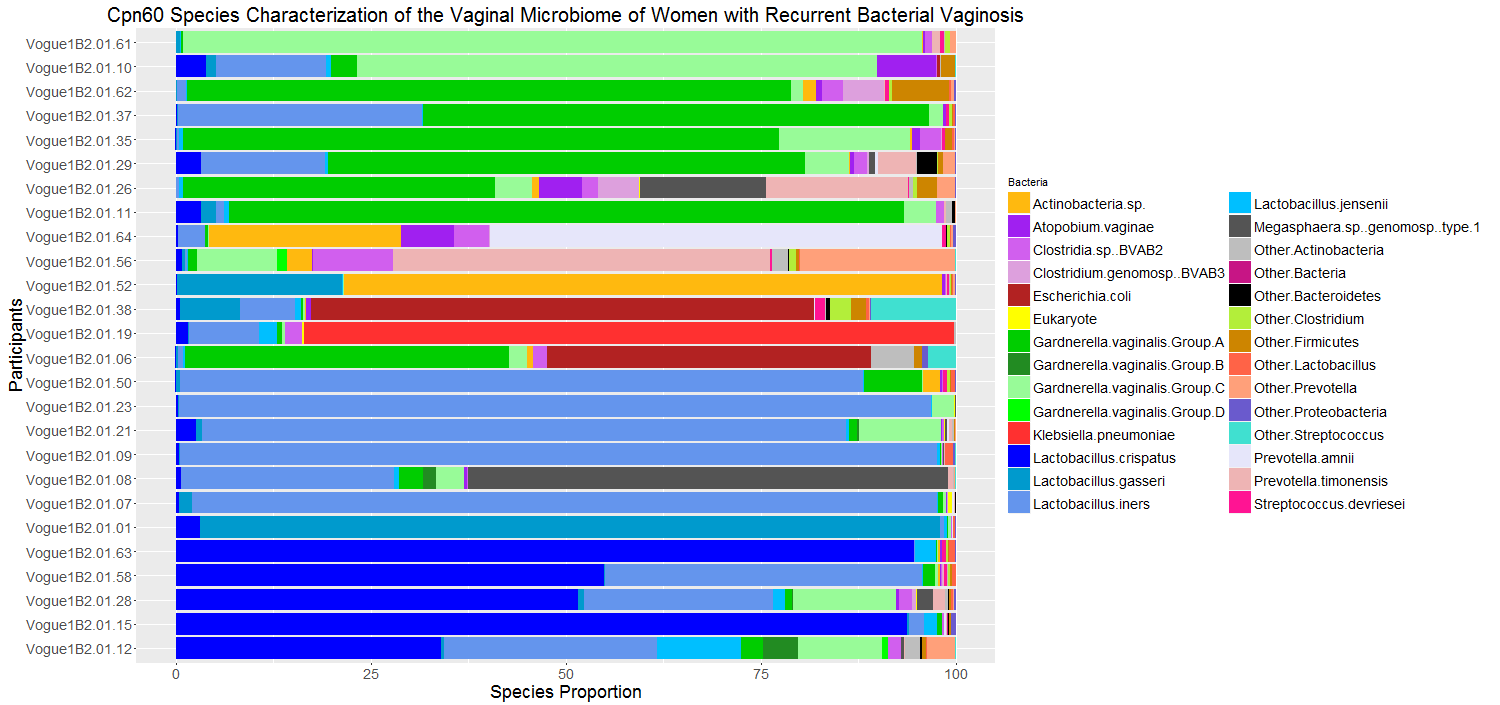 Cpn60 Species Characterization of the Vaginal Microbiome of Women with Recurrent Bacterial Vaginosis
Participants
Vogue1B2.01.61
Vogue1B2.01.10
Vogue1B2.01.62
Vogue1B2.01.37
Vogue1B2.01.35
Vogue1B2.01.29
Vogue1B2.01.26
Vogue1B2.01.11
Vogue1B2.01.64
Vogue1B2.01.56
Vogue1B2.01.52
Vogue1B2.01.38
Vogue1B2.01.19
Vogue1B2.01.06
Vogue1B2.01.50
Vogue1B2.01.23
Vogue1B2.01.21
Vogue1B2.01.09
Vogue1B2.01.08
Vogue1B2.01.07
Vogue1B2.01.01
Vogue1B2.01.63
Vogue1B2.01.58
Vogue1B2.01.28
Vogue1B2.01.15
Vogue1B2.01.12
0 25 50 75 100
Species Proportion
Bacteria
Actinobacteria.sp.
Atopobium.vaginae
Clostridia.sp..BVAB2
Clostridium.genomosp..BVAB3
Escherichia.coli
Eukaryote
Gardnerella.vaginalis.Group.A
Gardnerella.vaginalis.Group.B
Gardnerella.vaginalis.Group.C
Gardnerella.vaginalis.Group.D
Klebsiella.pneumoniae
Lactobacillus.crispatus
Lactobacillus.gasseri
Lactobacillus.iners
Lactobacillus.jensenii
Megasphaera.sp..genomosp..type.1
Other.Actinobacteria
Other.Bacteria
Other.Bacteroidetes
Other.Clostridium
Other.Firmicutes
Other.Lactobacillus
Other.Prevotella
Other.Proteobacteria
Other.Streptococcus
Prevotella.amnii
Prevotella.timonensis
Streptococcus.devriesei